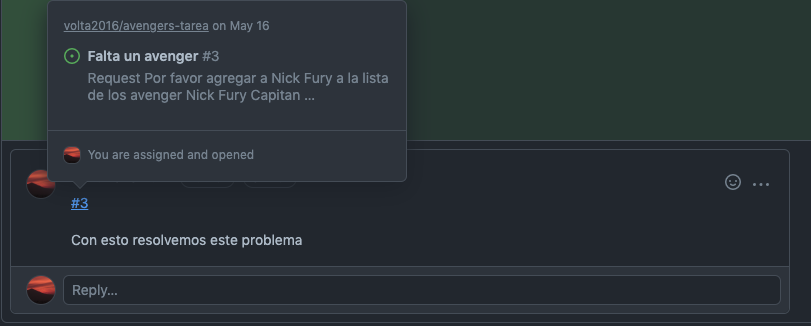 volta2016/avengers-tarea on May 16
Falta un avenger #3
Request Por favor agregar a Nick Fury a la lista
de los avenger Nick Fury Capitan ...
You are assigned and opened
#3
Con esto resolvemos este problema
Reply...